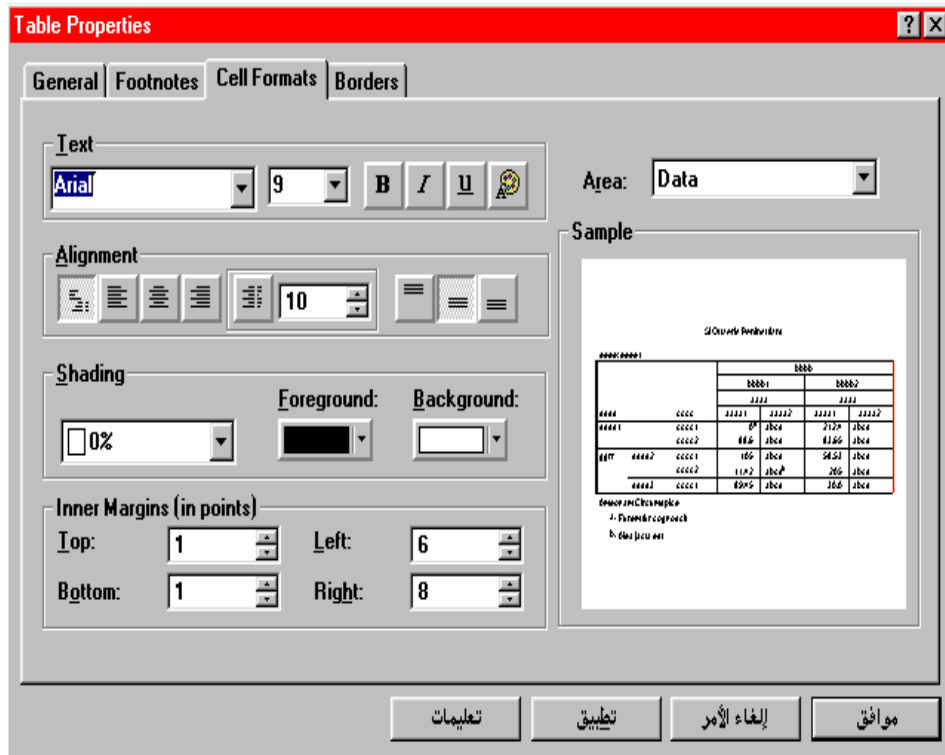 Table Properties
General Footnotes Cell Formats Borders
Text
Arial 9 B I U
Area: Data
Alignment
10
Sample
Shading
Foreground: Background:
0%
Inner Margins (in points)
Top: 1 Left: 6
Bottom: 1 Right: 8
موافق إلغاء الأمر تطبيق تعليمات